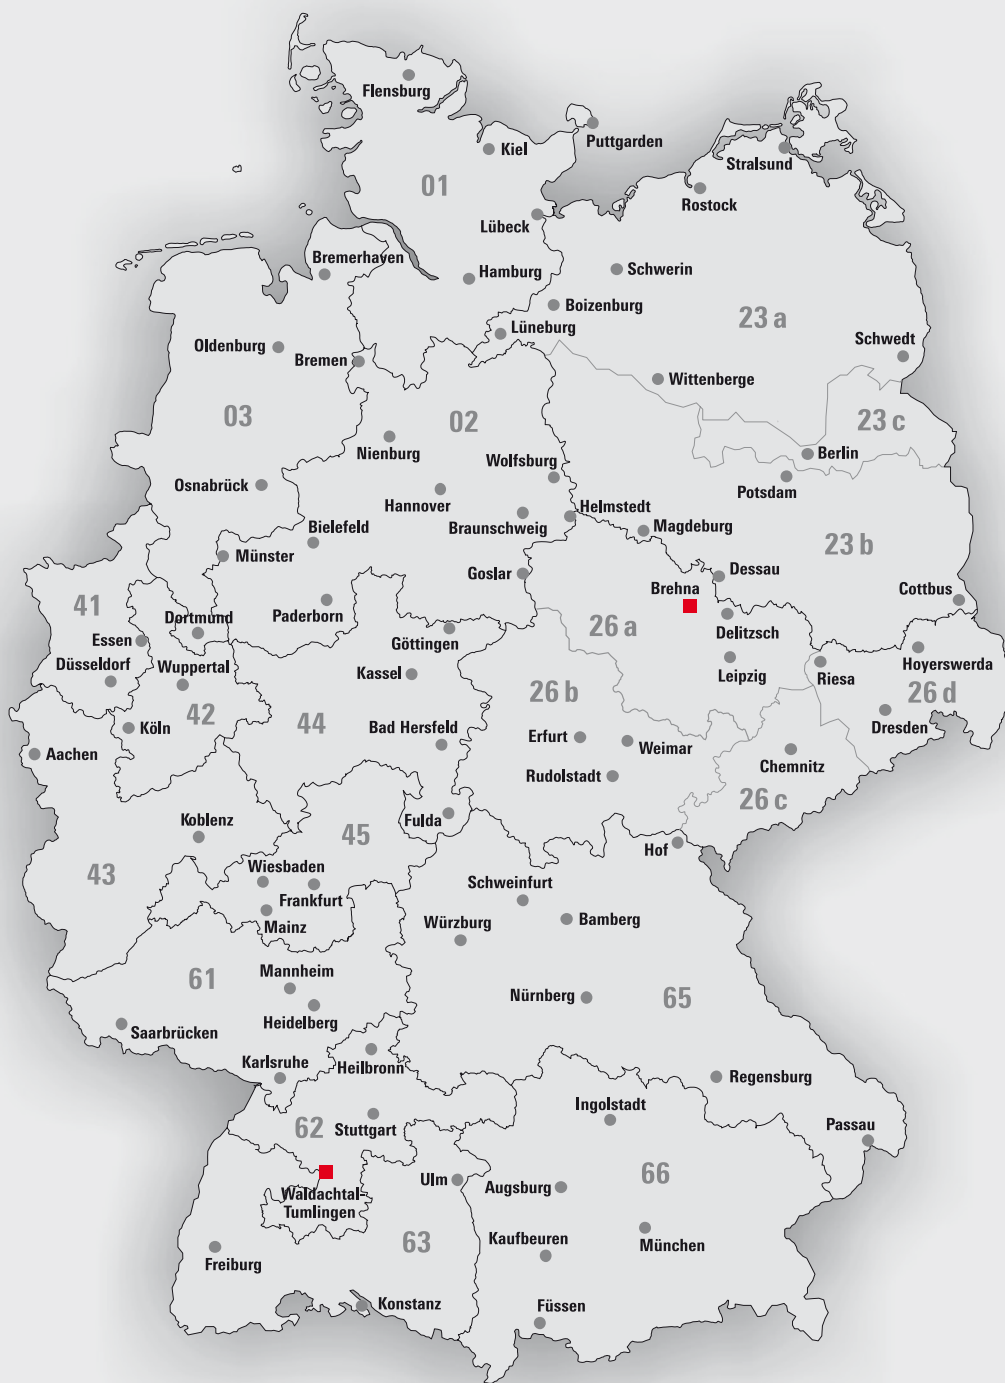 Flensburg
Puttgarden
Kiel
Stralsund
01
Rostock
Lübeck
Bremerhaven
Hamburg
Schwerin
Boizenburg
23 a
Lüneburg
Schwedt
Oldenburg
Bremen
Wittenberge
03
02
23 c
Nienburg
Berlin
Wolfsburg
Osnabrück
Potsdam
Hannover
Helmstedt
Braunschweig
Magdeburg
Bielefeld
23 b
Münster
Goslar
Dessau
Brehna
Cottbus
41
Paderborn
Dortmund
26 a
Delitzsch
Essen
Göttingen
Düsseldorf
Wuppertal
Kassel
Leipzig
Riesa
Hoyerswerda
26 b
26 d
42
Köln
44
Bad Hersfeld
Erfurt
Weimar
Dresden
Aachen
Chemnitz
Rudolstadt
26 c
Fulda
Koblenz
45
Hof
43
Wiesbaden
Frankfurt
Schweinfurt
Mainz
Würzburg
Bamberg
61
Mannheim
Nürnberg
65
Heidelberg
Saarbrücken
Karlsruhe
Heilbronn
Regensburg
Ingolstadt
62
Stuttgart
Passau
Ulm
Augsburg
66
Waldachtal-
Tumlingen
63
München
Kaufbeuren
Freiburg
Konstanz
Füssen